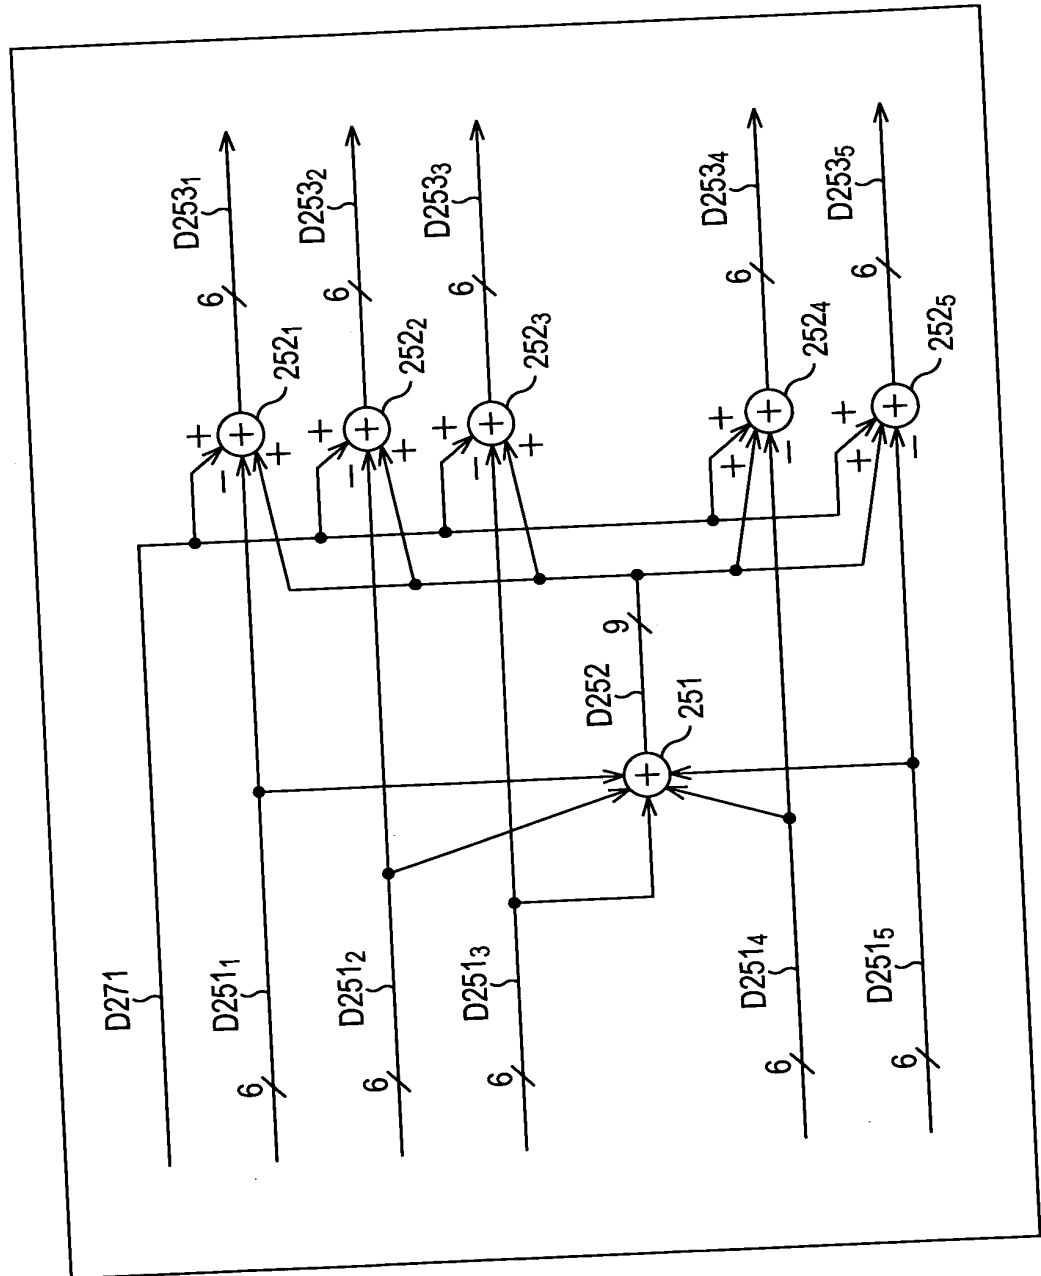 D253₁
D253₂
D253₃
D253₄
D253₅
6
6
6
6
6
252₁
252₂
252₃
252₄
252₅
+ + − +
+ + − +
+ + − +
+ + + −
+ + + −
9
D252
251
+
D271
D251₁
D251₂
D251₃
D251₄
D251₅
6
6
6
6
6